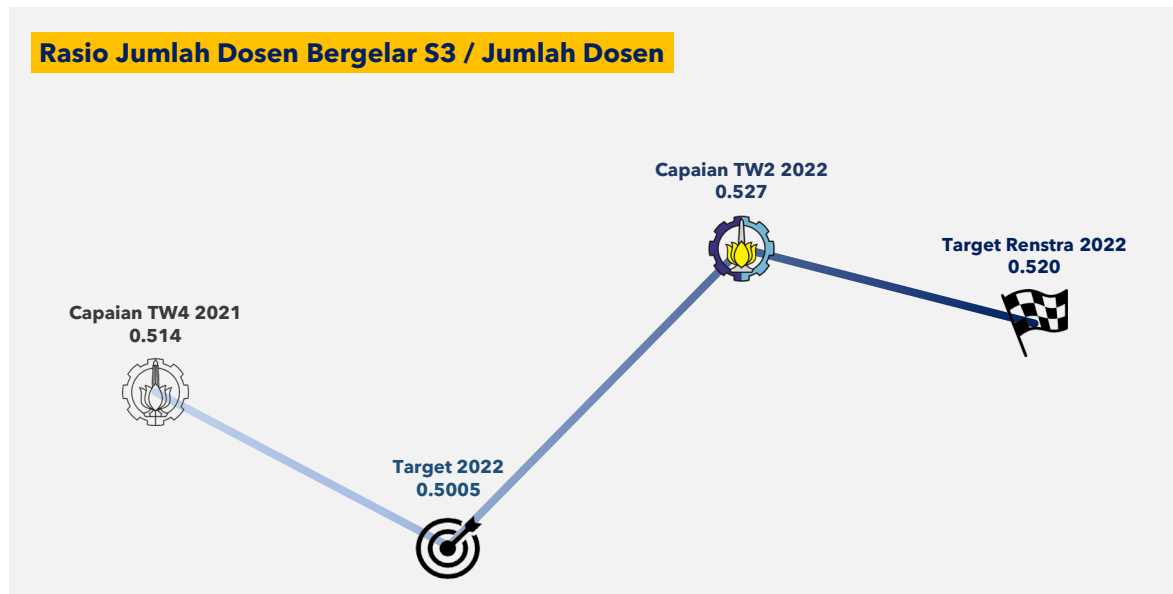 Rasio Jumlah Dosen Bergelar S3 / Jumlah Dosen
Capaian TW4 2021
0.514
Target 2022
0.5005
Capaian TW2 2022
0.527
Target Renstra 2022
0.520